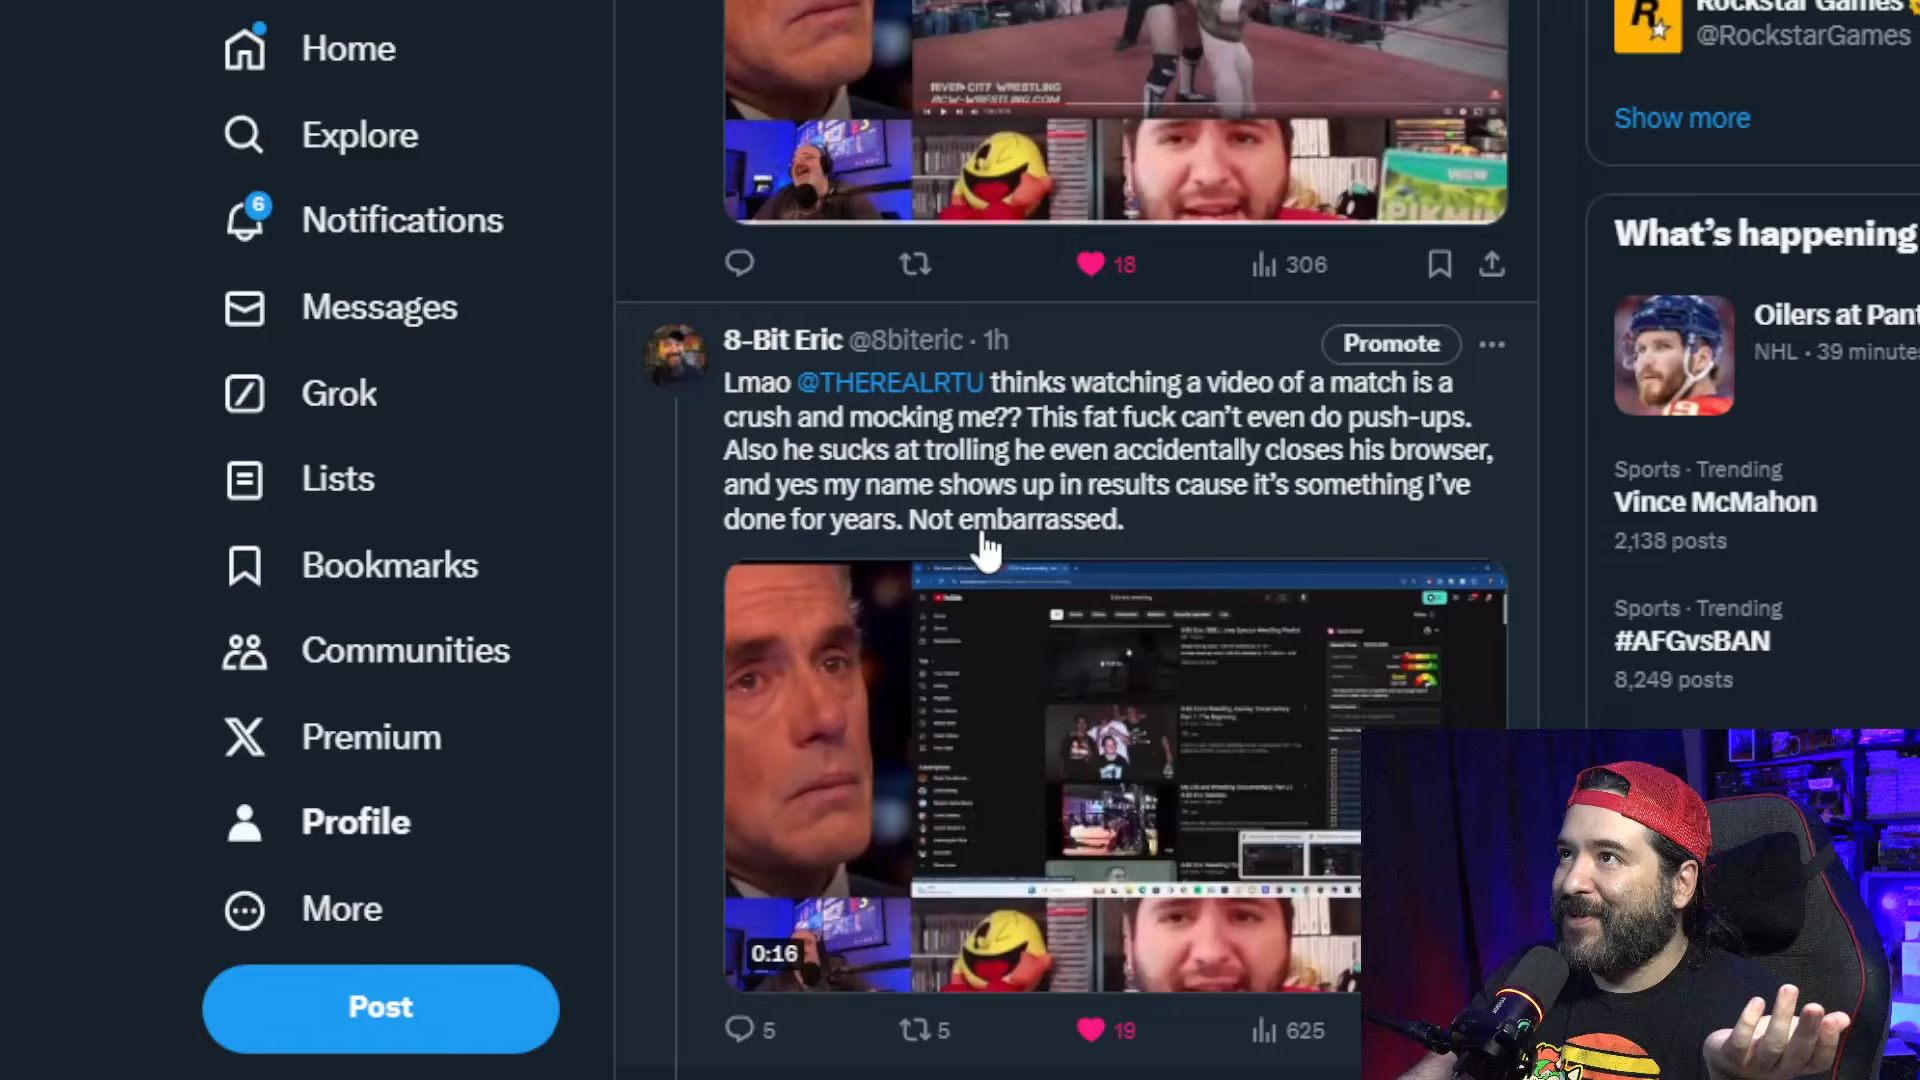 Home
Explore
6
Notifications
Messages
Grok
Lists
Bookmarks
Communities
Premium
Profile
More
Post
RIVER CITY WRESTLING
RCW-WRESTLING.COM
PIKMIN
18
306
8-Bit Eric @8biteric · 1h
Promote
Lmao @THEREALRTU thinks watching a video of a match is a
crush and mocking me?? This fat fuck can't even do push-ups.
Also he sucks at trolling he even accidentally closes his browser,
and yes my name shows up in results cause it's something I've
done for years. Not embarrassed.
0:16
5
5
19
625
Rockstar Games
@RockstarGames
Show more
What's happening
Oilers at Pant
NHL · 39 minutes
Sports · Trending
Vince McMahon
2,138 posts
Sports · Trending
#AFGvsBAN
8,249 posts